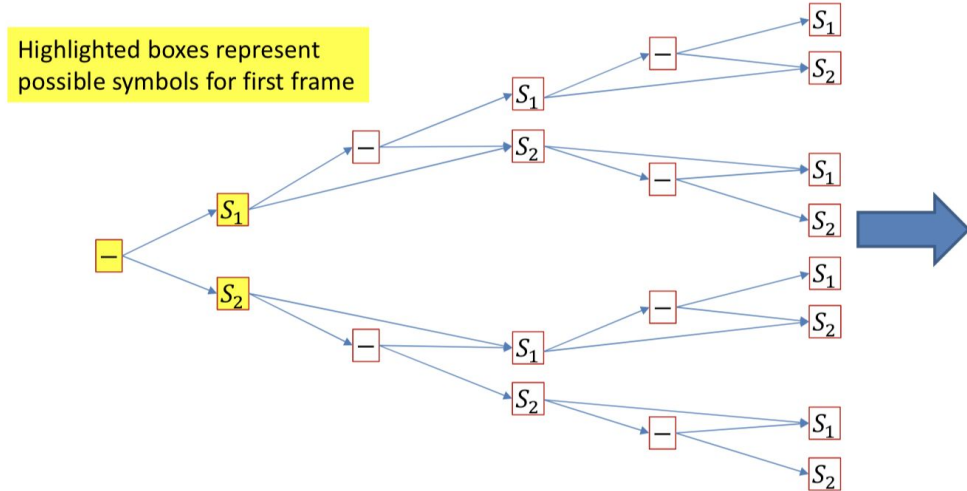 Highlighted boxes represent
possible symbols for first frame
S₁
—
S₂
S₁
—
S₁
S₂
—
S₁
S₂
—
S₁
S₂
—
S₁
—
S₂
S₁
S₂
—
S₁
S₂
—
S₁
S₂